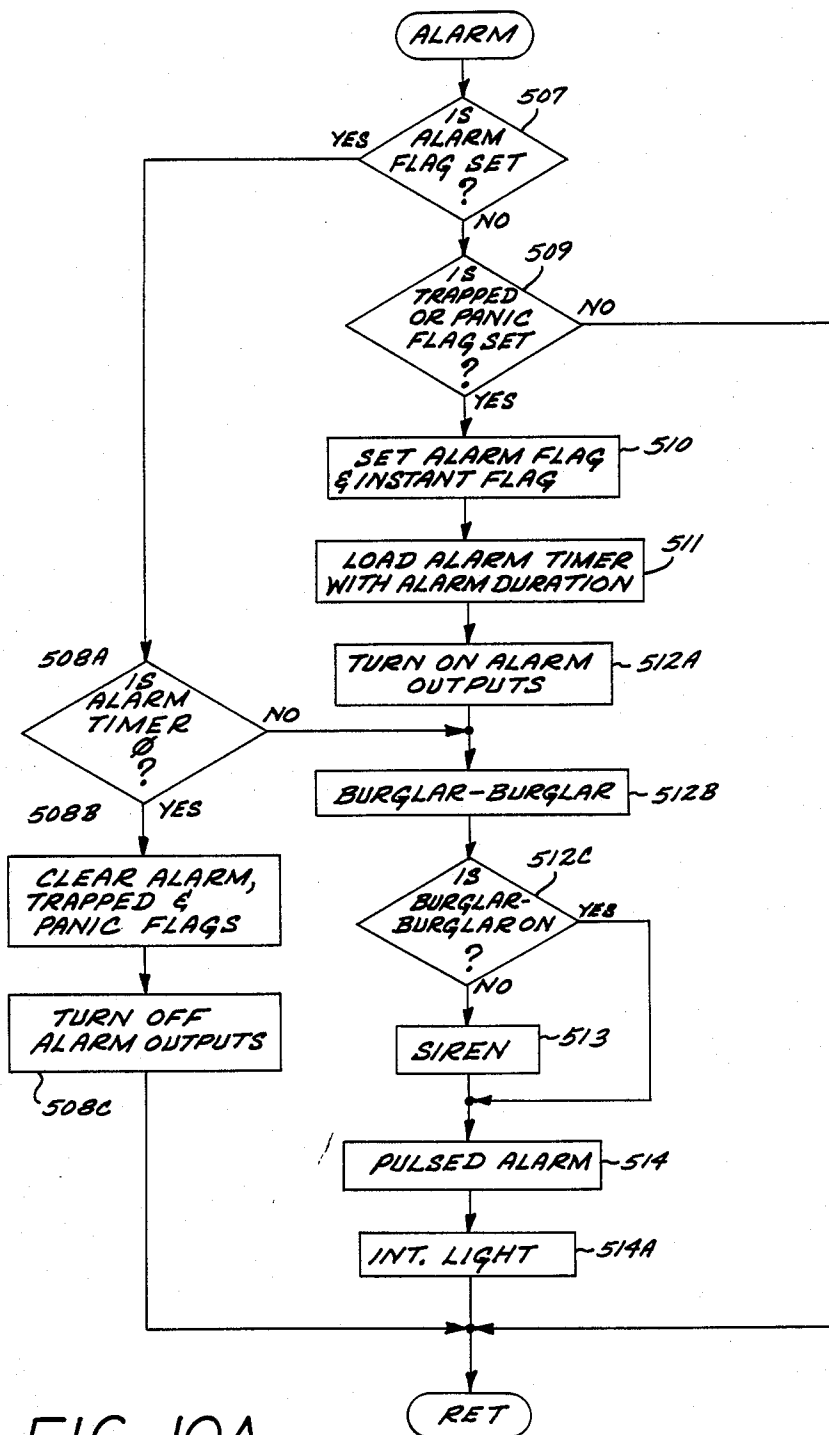 ALARM
507
IS
ALARM
FLAG SET
?
YES
NO
509
IS
TRAPPED
OR PANIC
FLAG SET
?
NO
YES
SET ALARM FLAG
& INSTANT FLAG
510
LOAD ALARM TIMER
WITH ALARM DURATION
511
TURN ON ALARM
OUTPUTS
512A
508A
IS
ALARM
TIMER
Ø
?
NO
YES
508B
BURGLAR-BURGLAR
512B
CLEAR ALARM,
TRAPPED &
PANIC FLAGS
512C
IS
BURGLAR-
BURGLAR ON
?
YES
NO
TURN OFF
ALARM OUTPUTS
508C
SIREN
513
PULSED ALARM
514
INT. LIGHT
514A
RET
FIG. 10A